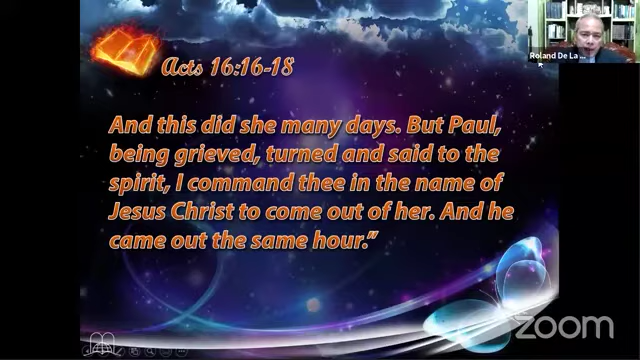 Roland De La ...
Acts 16:16-18
And this did she many days. But Paul,
being grieved, turned and said to the
spirit, I command thee in the name of
Jesus Christ to come out of her. And he
came out the same hour.”
zoom